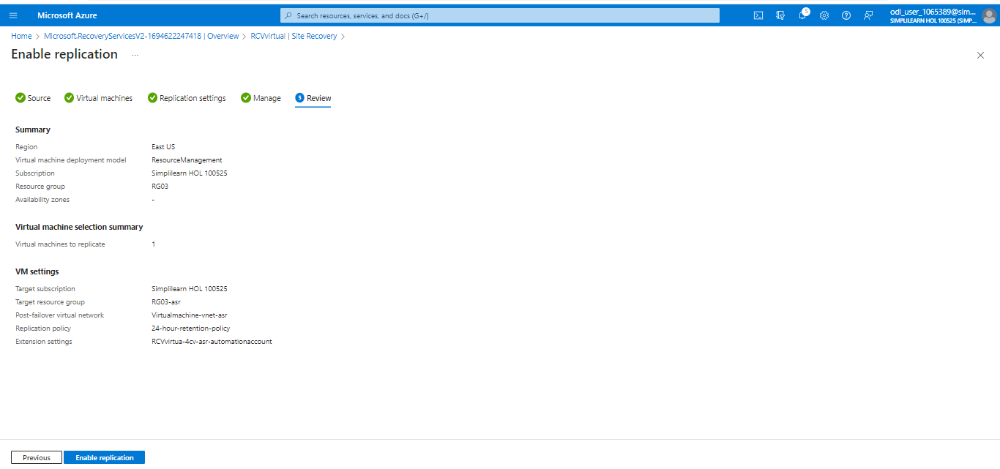 Microsoft Azure
Search resources, services, and docs (G+/)
5
odl_user_1065389@sim...
SIMPLILEARN HOL 100525 (SIMP...
Home > Microsoft.RecoveryServicesV2-1694622247418 | Overview > RCVvirtual | Site Recovery >
Enable replication ...
Source Virtual machines Replication settings Manage 5 Review
Summary
Region East US
Virtual machine deployment model ResourceManagement
Subscription Simplilearn HOL 100525
Resource group RG03
Availability zones -
Virtual machine selection summary
Virtual machines to replicate 1
VM settings
Target subscription Simplilearn HOL 100525
Target resource group RG03-asr
Post-failover virtual network Virtualmachine-vnet-asr
Replication policy 24-hour-retention-policy
Extension settings RCVvirtua-4cv-asr-automationaccount
Previous Enable replication